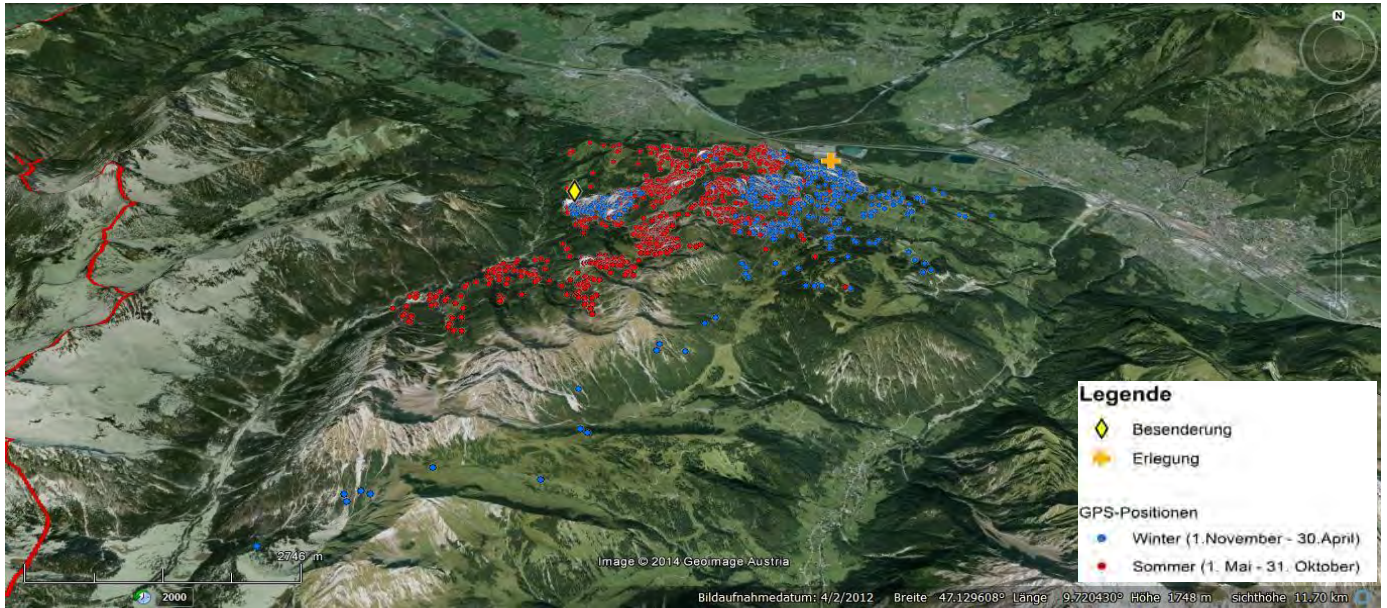 N
Legende
Besenderung
Erlegung
GPS-Positionen
Winter (1.November - 30.April)
Sommer (1. Mai - 31. Oktober)
2746 m
Image © 2014 Geoimage Austria
2000
Bildaufnahmedatum: 4/2/2012 Breite 47.129608° Länge 9.720430° Höhe 1748 m sichthöhe 11.70 km